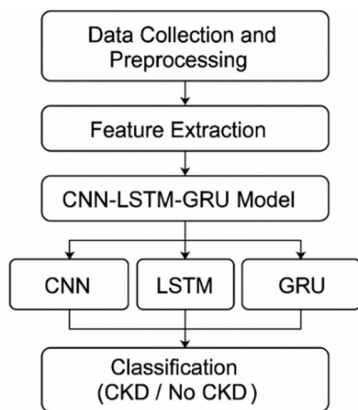 Data Collection and
Preprocessing
Feature Extraction
CNN-LSTM-GRU Model
CNN
LSTM
GRU
Classification
(CKD / No CKD)